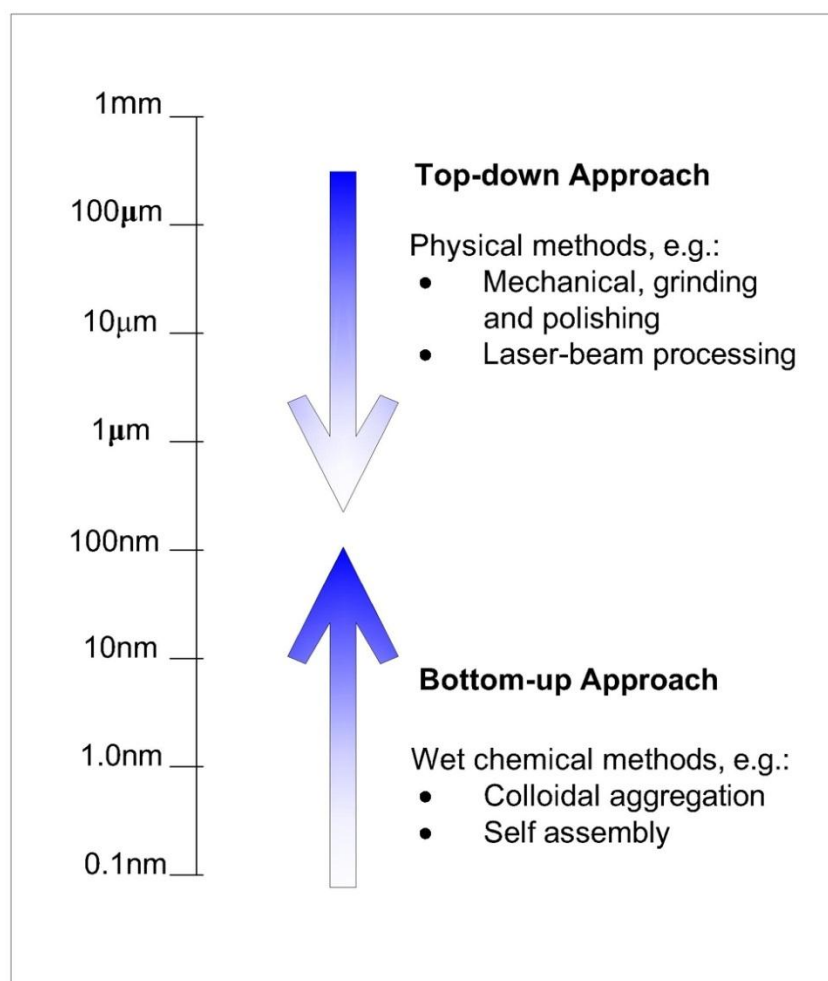 1mm
100μm
10μm
1μm
100nm
10nm
1.0nm
0.1nm
Top-down Approach
Physical methods, e.g.:
• Mechanical, grinding
and polishing
• Laser-beam processing
Bottom-up Approach
Wet chemical methods, e.g.:
• Colloidal aggregation
• Self assembly